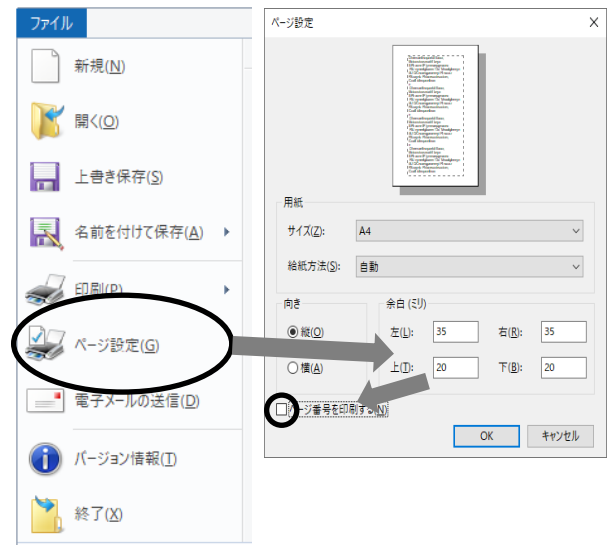 ファイル
新規(N)
開く(O)
上書き保存(S)
名前を付けて保存(A)
印刷(P)
ページ設定(G)
電子メールの送信(D)
バージョン情報(T)
終了(X)
ページ設定
用紙
サイズ(Z): A4
給紙方法(S): 自動
向き
縦(O)
横(A)
余白 (ミリ)
左(L): 35 右(R): 35
上(T): 20 下(B): 20
ページ番号を印刷する(N)
OK キャンセル